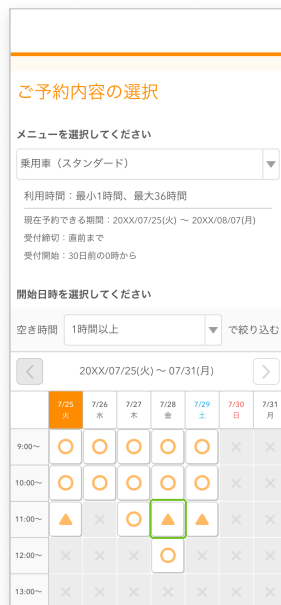 ご予約内容の選択
メニューを選択してください
乗用車（スタンダード）
利用時間：最小1時間、最大36時間
現在予約できる期間：20XX/07/25(火) ～ 20XX/08/07(月)
受付締切：直前まで
受付開始：30日前の0時から
開始日時を選択してください
空き時間 1時間以上 で絞り込む
20XX/07/25(火)～ 07/31(月)
7/25 7/26 7/27 7/28 7/29 7/30 7/31
火 水 木 金 土 日 月
9:00～
10:00～
11:00～
12:00～
13:00～